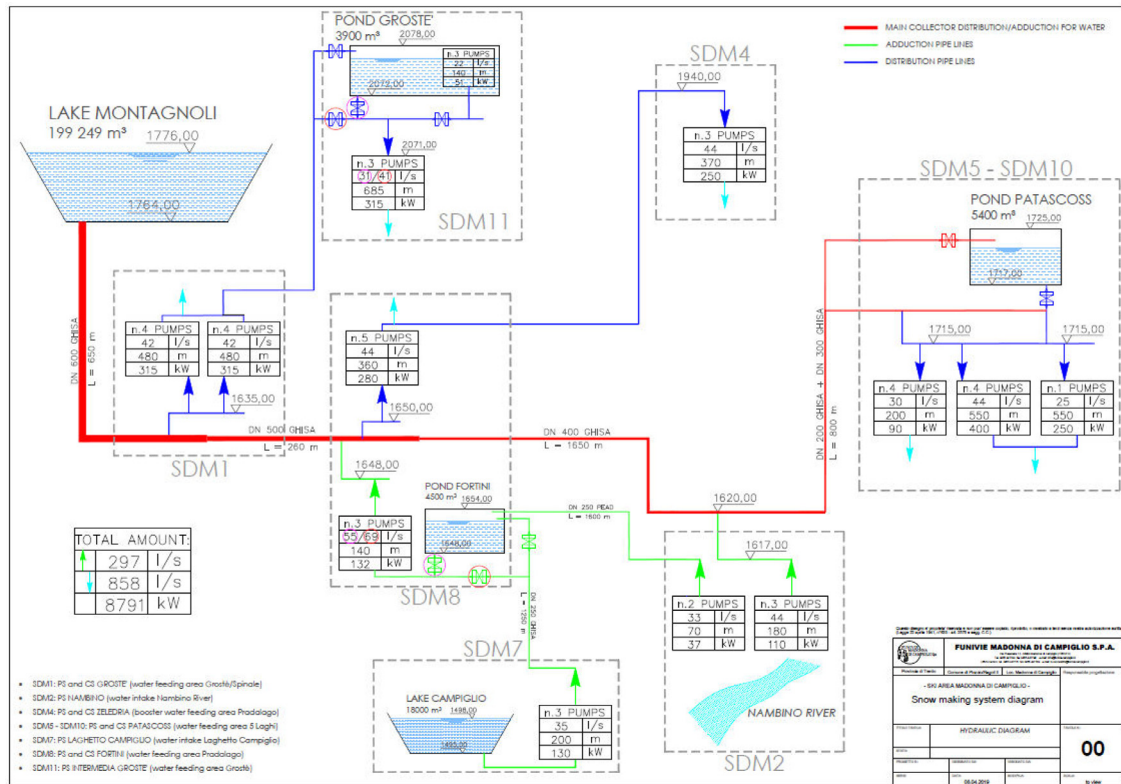 POND GROSTE'
3900 m³
2078,00
n.3 PUMPS
22 l/s
140 m
51 kW
2072,00
2071,00
n.3 PUMPS
31/41 l/s
685 m
315 kW
SDM11
LAKE MONTAGNOLI
199 249 m³
1776,00
1764,00
DN 600 GHISA
L = 650 m
SDM4
1940,00
n.3 PUMPS
44 l/s
370 m
250 kW
MAIN COLLECTOR DISTRIBUTION/ADDUCTION FOR WATER
ADDUCTION PIPE LINES
DISTRIBUTION PIPE LINES
SDM5 - SDM10
POND PATASCOSS
5400 m³
1725,00
1717,00
1715,00
1715,00
n.4 PUMPS
30 l/s
200 m
90 kW
n.4 PUMPS
44 l/s
550 m
400 kW
n.1 PUMPS
25 l/s
550 m
250 kW
DN 200 GHISA + DN 300 GHISA
L = 800 m
n.4 PUMPS
42 l/s
480 m
315 kW
n.4 PUMPS
42 l/s
480 m
315 kW
1635,00
SDM1
DN 500 GHISA
L = 260 m
n.5 PUMPS
44 l/s
360 m
280 kW
1650,00
DN 400 GHISA
L = 1650 m
1648,00
n.3 PUMPS
55/69 l/s
140 m
132 kW
POND FORTINI
4500 m³
1654,00
1648,00
SDM8
DN 250 PEAD
L = 1600 m
DN 250 GHISA
L = 1250 m
1620,00
1617,00
n.2 PUMPS
33 l/s
70 m
37 kW
n.3 PUMPS
44 l/s
180 m
110 kW
NAMBINO RIVER
SDM2
SDM7
LAKE CAMPIGLIO
18000 m³
1498,00
1495,00
n.3 PUMPS
35 l/s
200 m
130 kW
TOTAL AMOUNT:
297 l/s
858 l/s
8791 kW
• SDM1: PS and CS GROSTE' (water feeding area Grosté/Spinale)
• SDM2: PS NAMBINO (water intake Nambino River)
• SDM4: PS and CS ZELEDRIA (booster water feeding area Pradalago)
• SDM5 - SDM10: PS and CS PATASCOSS (water feeding area 5 Laghi)
• SDM7: PS LAGHETTO CAMPIGLIO (water intake Laghetto Campiglio)
• SDM8: PS and CS FORTINI (water feeding area Pradalago)
• SDM11: PS INTERMEDIA GROSTE' (water feeding area Grosté)
FUNIVIE MADONNA DI CAMPIGLIO S.P.A.
Provincia di Trento
- SKI AREA MADONNA DI CAMPIGLIO -
Snow making system diagram
HYDRAULIC DIAGRAM
00
05.04.2019
to view